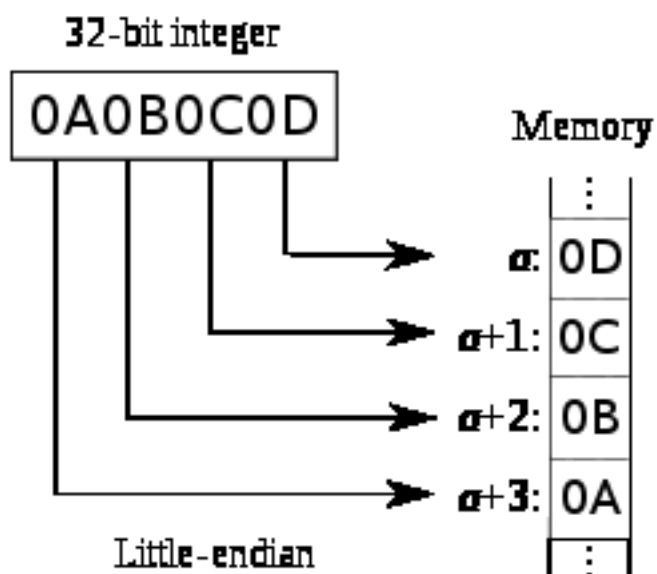 32-bit integer
0A0B0C0D
Memory
⋮
a: 0D
a+1: 0C
a+2: 0B
a+3: 0A
Little-endian
⋮